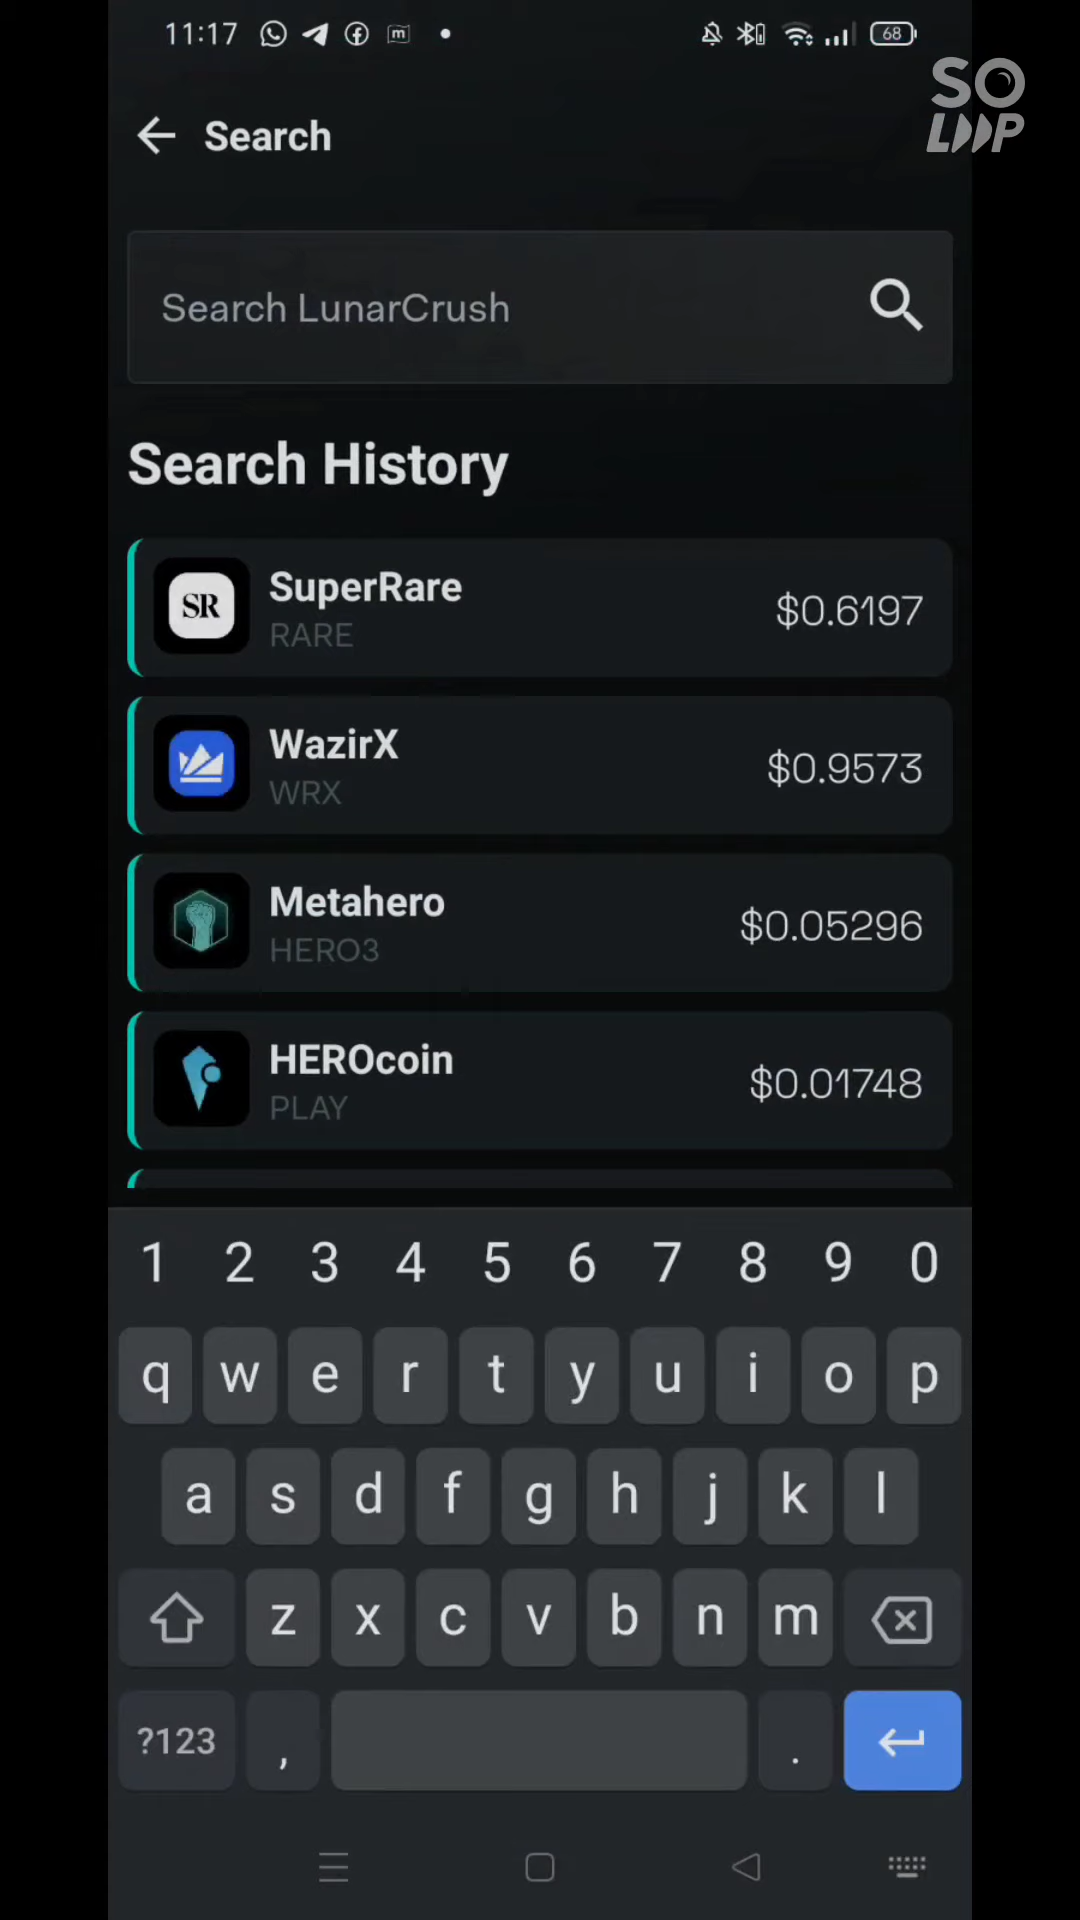 11:17
68
SO
LOOP
Search
Search LunarCrush
Search History
SR
SuperRare
RARE
$0.6197
WazirX
WRX
$0.9573
Metahero
HERO3
$0.05296
HEROcoin
PLAY
$0.01748
1 2 3 4 5 6 7 8 9 0
q w e r t y u i o p
a s d f g h j k l
z x c v b n m
?123 , .